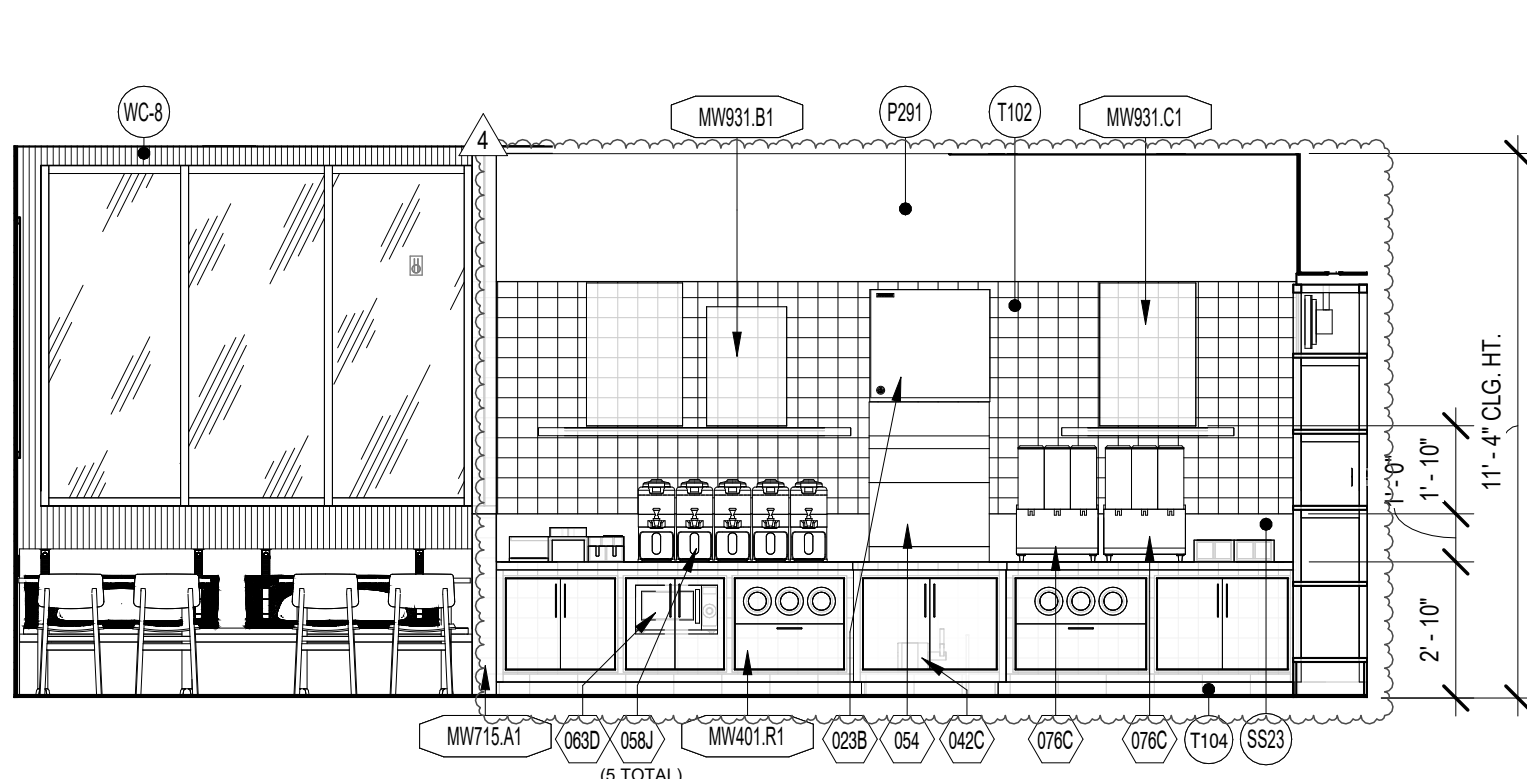 WC-8
MW931.B1
P291
T102
MW931.C1
4
11' - 4" CLG. HT.
1' - 0"
1' - 10"
2' - 10"
MW715.A1
063D
058J
MW401.R1
023B
054
042C
076C
076C
T104
SS23
(5 TOTAL)